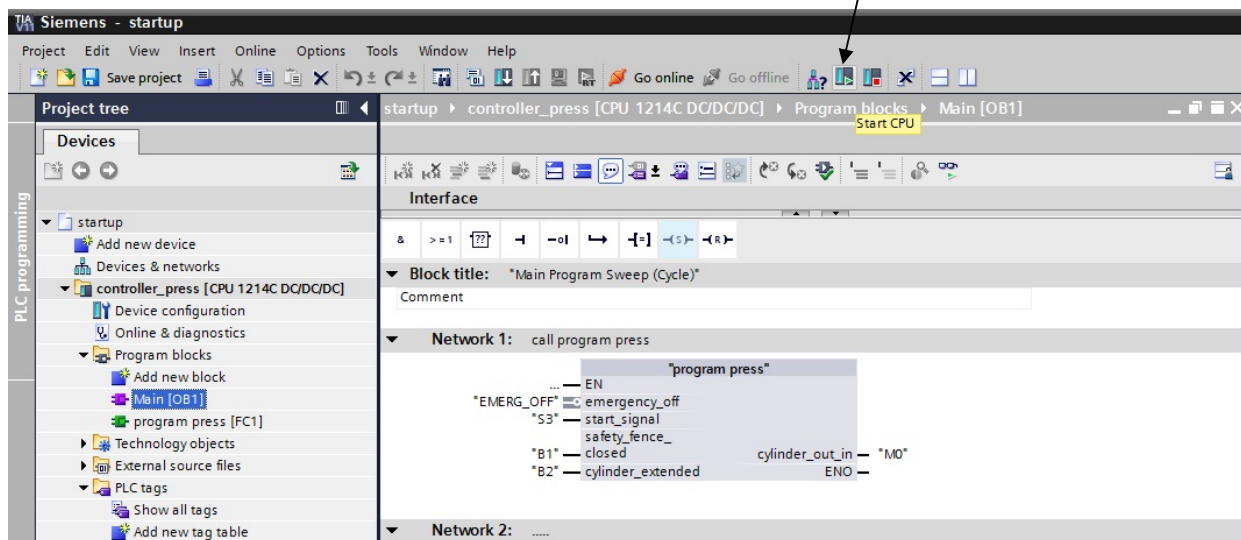 TIA V11 Siemens - startup
Project Edit View Insert Online Options Tools Window Help
Save project Go online Go offline
Start CPU
Project tree
startup controller_press [CPU 1214C DC/DC/DC] Program blocks Main [OB1]
Devices
PLC programming
startup
Add new device
Devices & networks
controller_press [CPU 1214C DC/DC/DC]
Device configuration
Online & diagnostics
Program blocks
Add new block
Main [OB1]
program press [FC1]
Technology objects
External source files
PLC tags
Show all tags
Add new tag table
Interface
& >=1 ?? -| -o| -[=] -(S)- -(R)-
Block title: "Main Program Sweep (Cycle)"
Comment
Network 1: call program press
"program press"
... EN
"EMERG_OFF" emergency_off
"S3" start_signal
safety_fence_
"B1" closed cylinder_out_in "M0"
"B2" cylinder_extended ENO
Network 2: .....